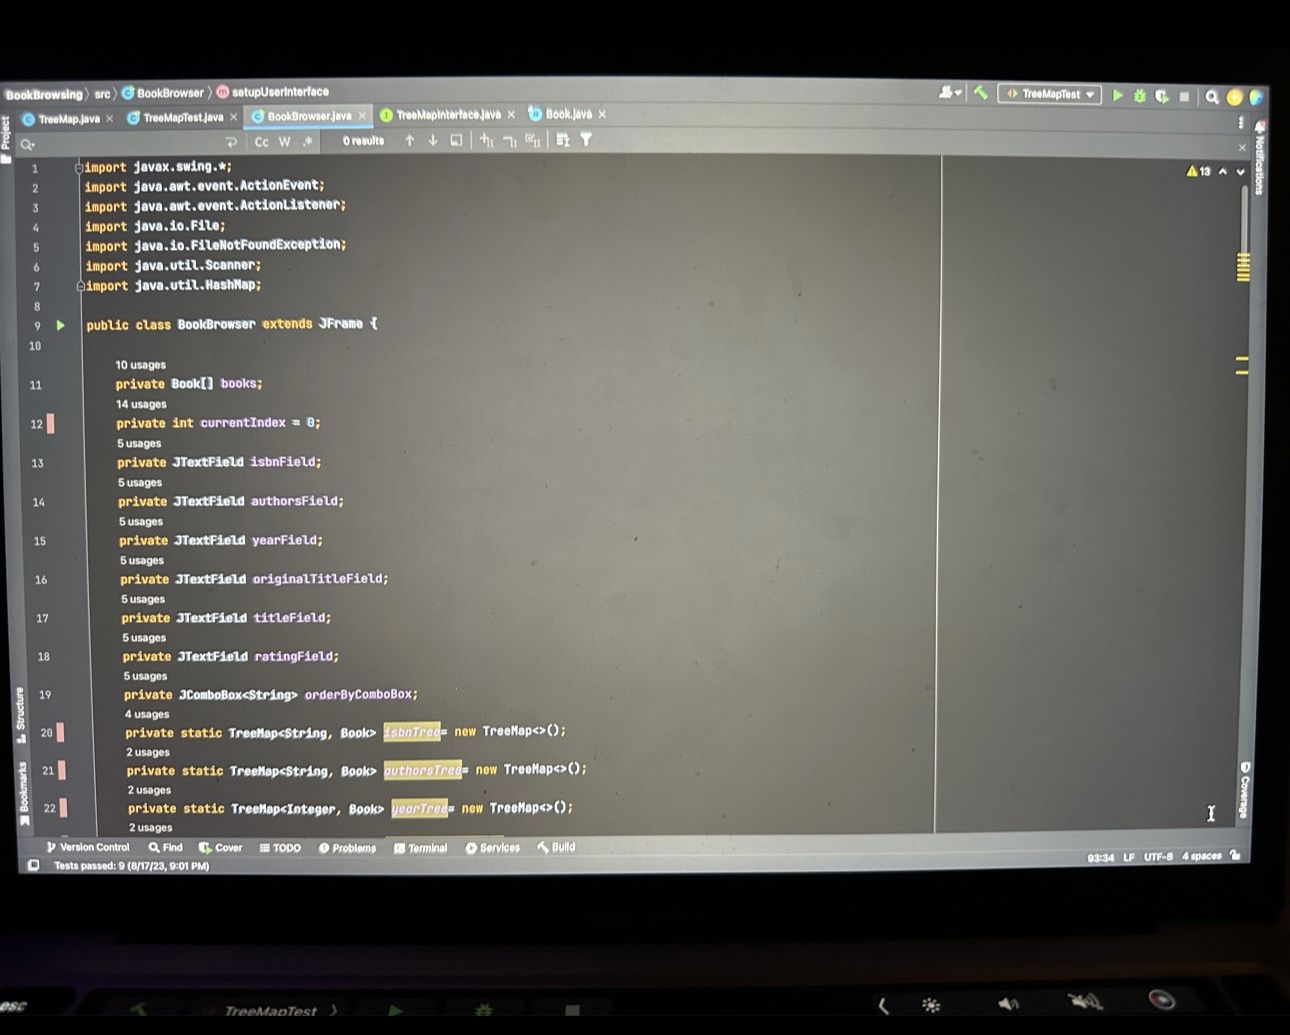 BookBrowsing > src > BookBrowser > setupUserInterface TreeMapTest
TreeMap.java TreeMapTest.java BookBrowser.java TreeMapInterface.java Book.java
Project
Notifications
Cc W .* 0 results
13
1 import javax.swing.*;
2 import java.awt.event.ActionEvent;
3 import java.awt.event.ActionListener;
4 import java.io.File;
5 import java.io.FileNotFoundException;
6 import java.util.Scanner;
7 import java.util.HashMap;
8
9 public class BookBrowser extends JFrame {
10
10 usages
11 private Book[] books;
14 usages
12 private int currentIndex = 0;
5 usages
13 private JTextField isbnField;
5 usages
14 private JTextField authorsField;
5 usages
15 private JTextField yearField;
5 usages
16 private JTextField originalTitleField;
5 usages
17 private JTextField titleField;
5 usages
18 private JTextField ratingField;
5 usages
19 private JComboBox<String> orderByComboBox;
4 usages
20 private static TreeMap<String, Book> isbnTree= new TreeMap<>();
2 usages
21 private static TreeMap<String, Book> authorsTree= new TreeMap<>();
2 usages
22 private static TreeMap<Integer, Book> yearTree= new TreeMap<>();
2 usages
Structure
Bookmarks
Coverage
Version Control Find Cover TODO Problems Terminal Services Build
Tests passed: 9 (8/17/23, 9:01 PM) 93:34 LF UTF-8 4 spaces
esc TreeMapTest